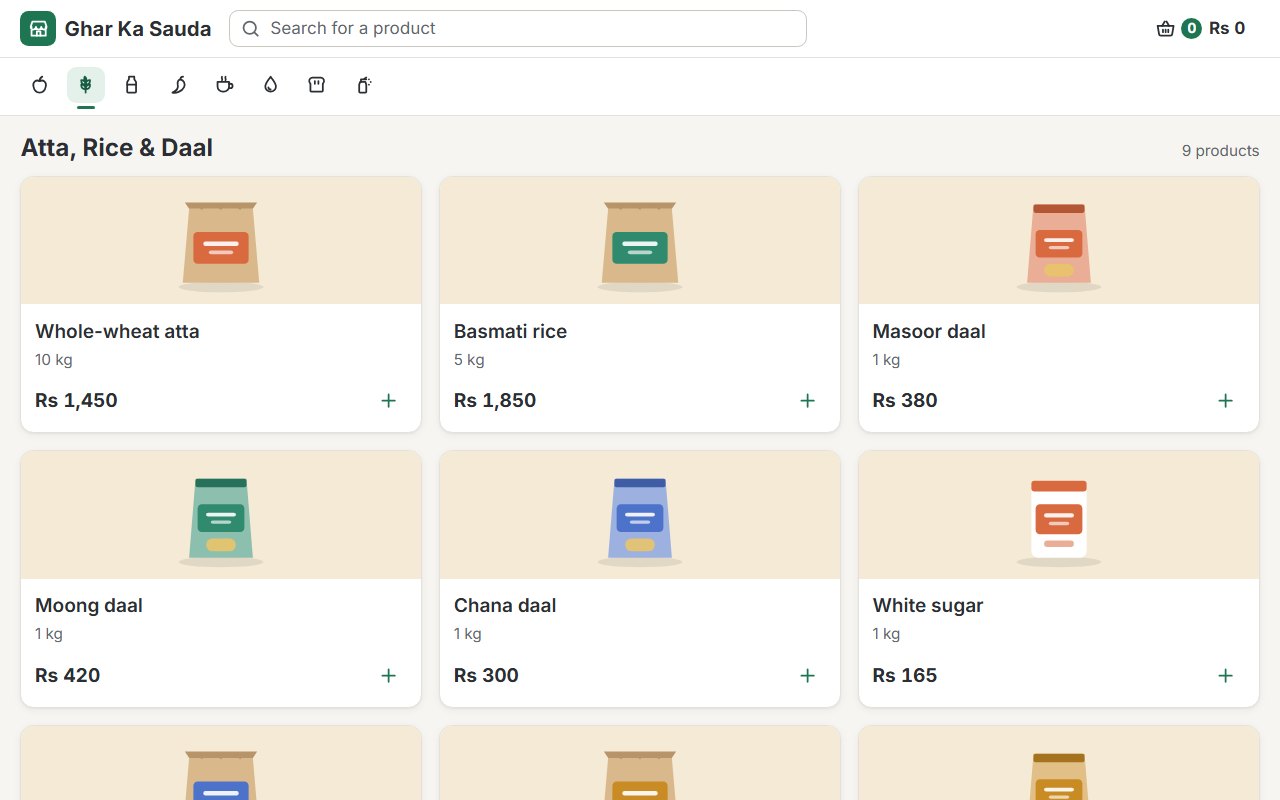 Ghar Ka Sauda
Search for a product
0 Rs 0
Atta, Rice & Daal
9 products
Whole-wheat atta
10 kg
Rs 1,450
Basmati rice
5 kg
Rs 1,850
Masoor daal
1 kg
Rs 380
Moong daal
1 kg
Rs 420
Chana daal
1 kg
Rs 300
White sugar
1 kg
Rs 165